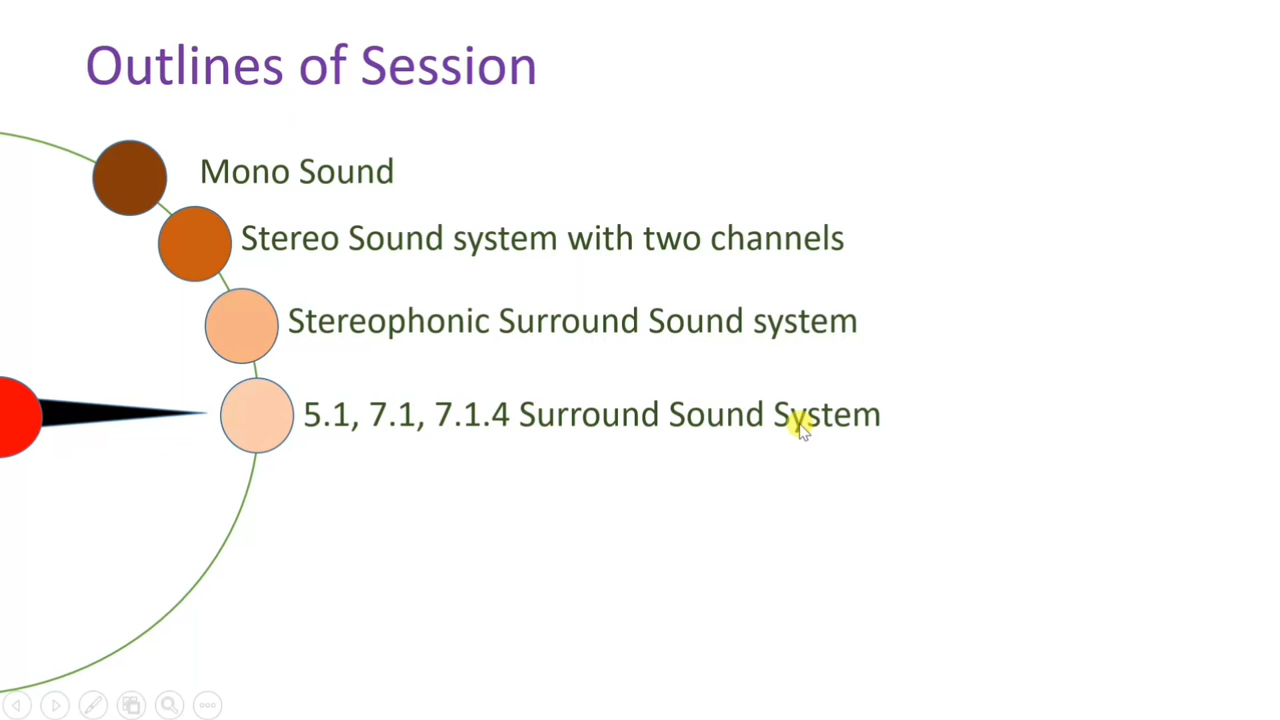 Outlines of Session
Mono Sound
Stereo Sound system with two channels
Stereophonic Surround Sound system
5.1, 7.1, 7.1.4 Surround Sound System